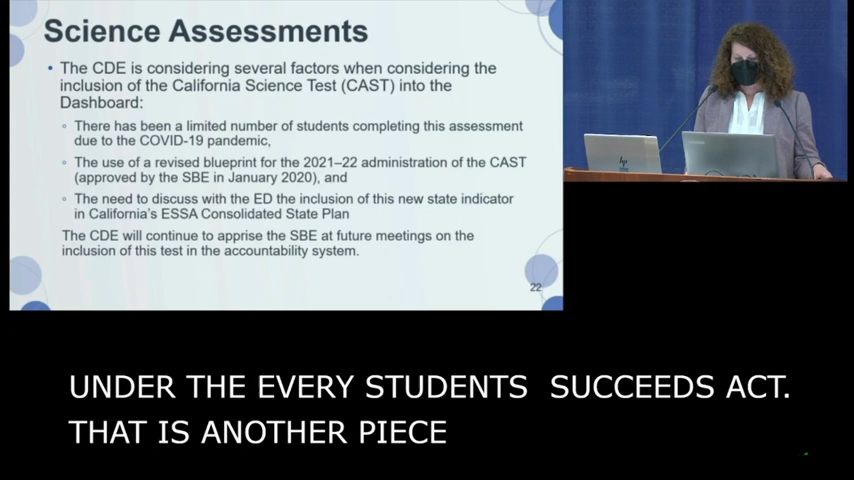 Science Assessments
• The CDE is considering several factors when considering the
inclusion of the California Science Test (CAST) into the
Dashboard:
◦ There has been a limited number of students completing this assessment
due to the COVID-19 pandemic,
◦ The use of a revised blueprint for the 2021–22 administration of the CAST
(approved by the SBE in January 2020), and
◦ The need to discuss with the ED the inclusion of this new state indicator
in California's ESSA Consolidated State Plan
The CDE will continue to apprise the SBE at future meetings on the
inclusion of this test in the accountability system.
22
hp
UNDER THE EVERY STUDENTS  SUCCEEDS ACT.
THAT IS ANOTHER PIECE